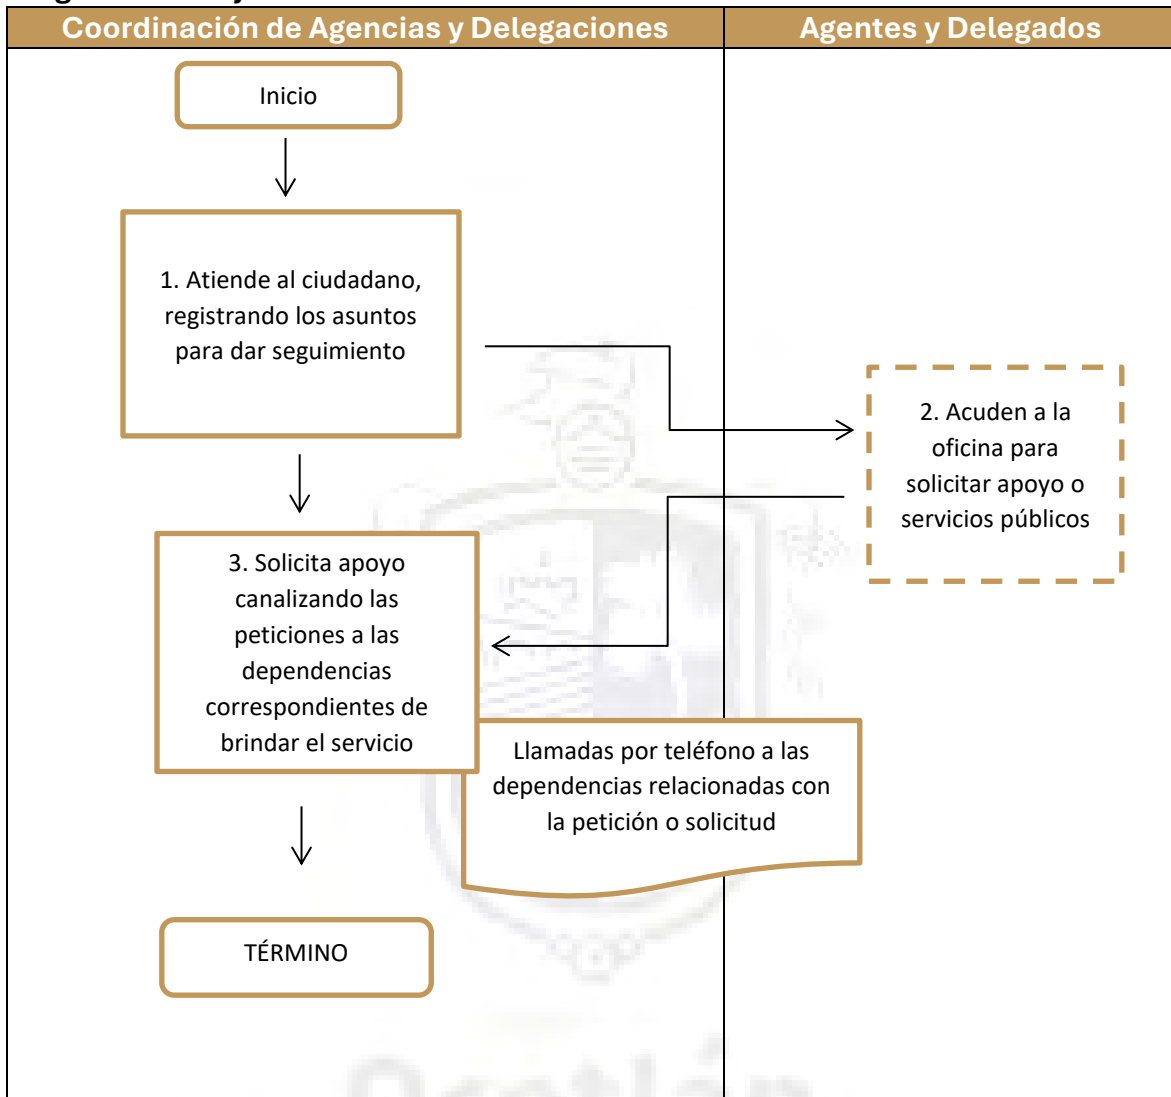 Coordinación de Agencias y Delegaciones
Agentes y Delegados
Inicio
1. Atiende al ciudadano,
registrando los asuntos
para dar seguimiento
2. Acuden a la
oficina para
solicitar apoyo o
servicios públicos
3. Solicita apoyo
canalizando las
peticiones a las
dependencias
correspondientes de
brindar el servicio
Llamadas por teléfono a las
dependencias relacionadas con
la petición o solicitud
TÉRMINO